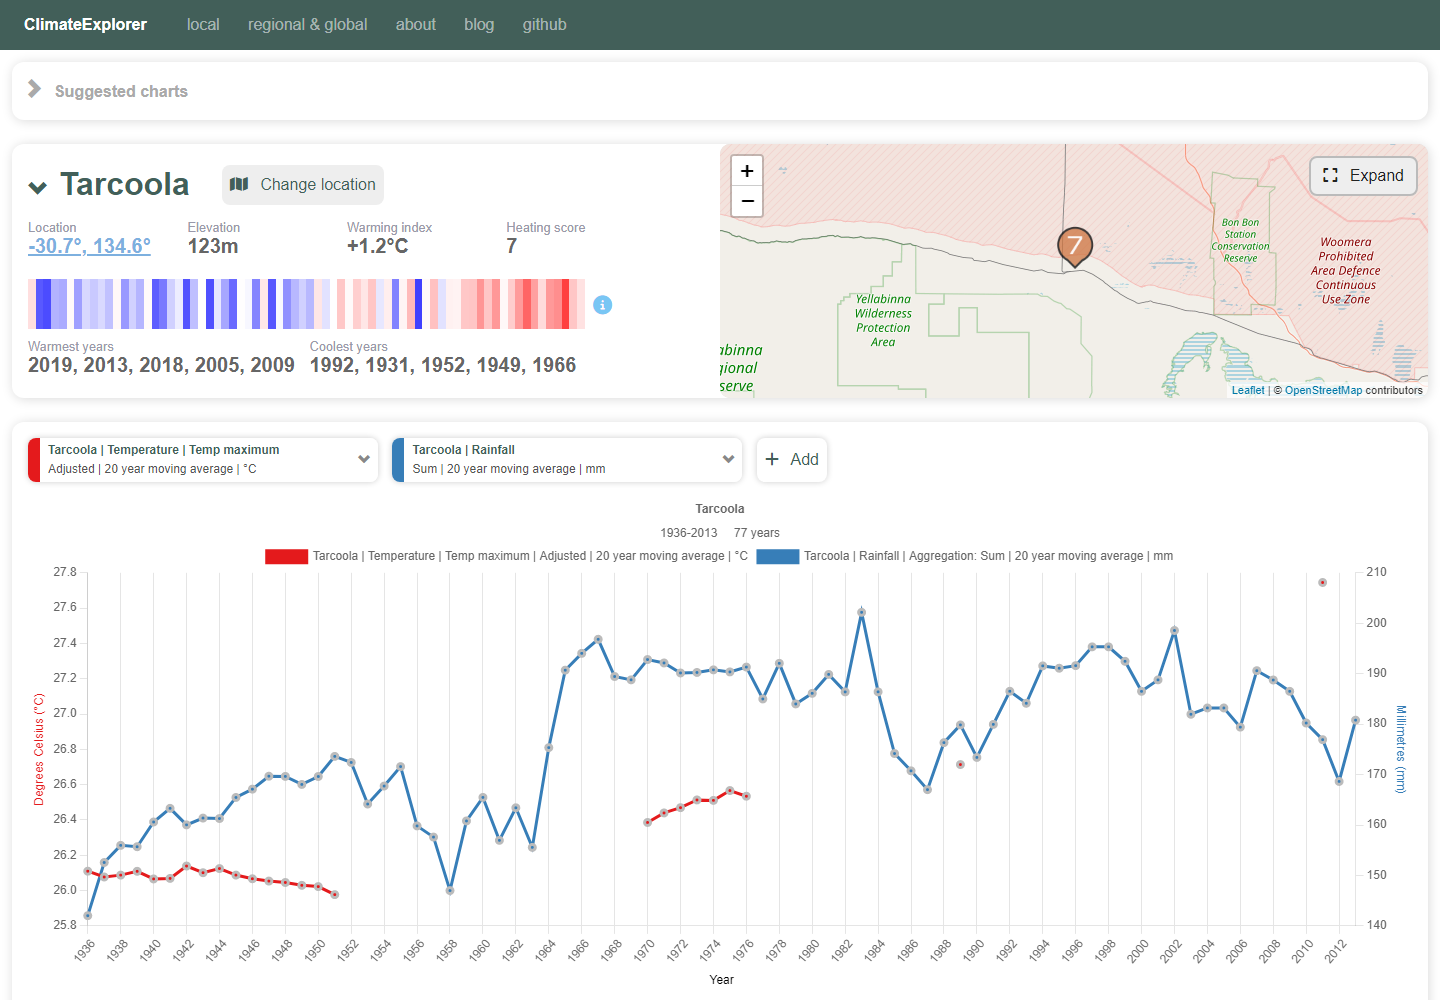 ClimateExplorer local regional & global about blog github
Suggested charts
Tarcoola Change location
Location Elevation Warming index Heating score
-30.7°, 134.6° 123m +1.2°C 7
Warmest years Coolest years
2019, 2013, 2018, 2005, 2009 1992, 1931, 1952, 1949, 1966
+
−
Expand
7
Bon Bon
Station
Conservation
Reserve
Woomera
Prohibited
Area Defence
Continuous
Use Zone
Yellabinna
Wilderness
Protection
Area
abinna
gional
serve
Leaflet | © OpenStreetMap contributors
Tarcoola | Temperature | Temp maximum
Adjusted | 20 year moving average | °C
Tarcoola | Rainfall
Sum | 20 year moving average | mm
+ Add
Tarcoola
1936-2013 77 years
Tarcoola | Temperature | Temp maximum | Adjusted | 20 year moving average | °C Tarcoola | Rainfall | Aggregation: Sum | 20 year moving average | mm
Degrees Celsius (°C)
27.8
27.6
27.4
27.2
27.0
26.8
26.6
26.4
26.2
26.0
25.8
210
200
190
180
170
160
150
140
Millimetres (mm)
1936 1938 1940 1942 1944 1946 1948 1950 1952 1954 1956 1958 1960 1962 1964 1966 1968 1970 1972 1974 1976 1978 1980 1982 1984 1986 1988 1990 1992 1994 1996 1998 2000 2002 2004 2006 2008 2010 2012
Year